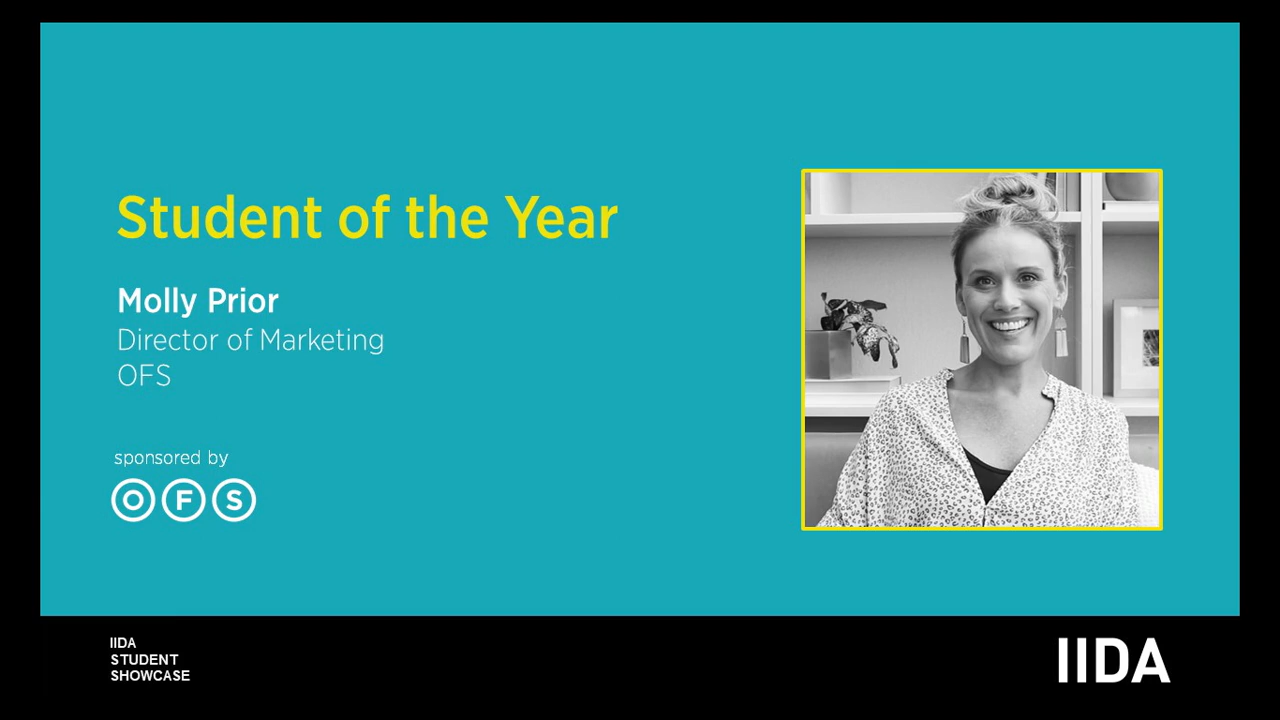 Student of the Year
Molly Prior
Director of Marketing
OFS
sponsored by
OFS
IIDA
STUDENT
SHOWCASE
IIDA